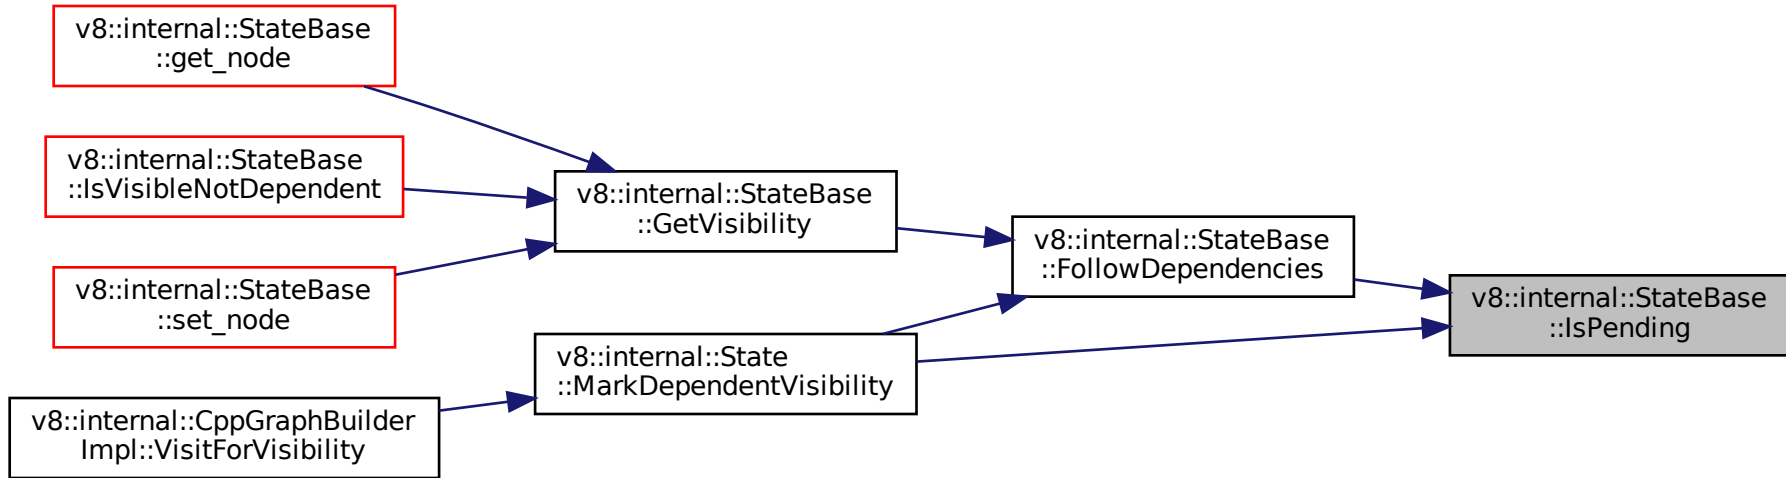 v8::internal::StateBase
::get_node
v8::internal::StateBase
::IsVisibleNotDependent
v8::internal::StateBase
::GetVisibility
v8::internal::StateBase
::FollowDependencies
v8::internal::StateBase
::IsPending
v8::internal::StateBase
::set_node
v8::internal::State
::MarkDependentVisibility
v8::internal::CppGraphBuilder
Impl::VisitForVisibility